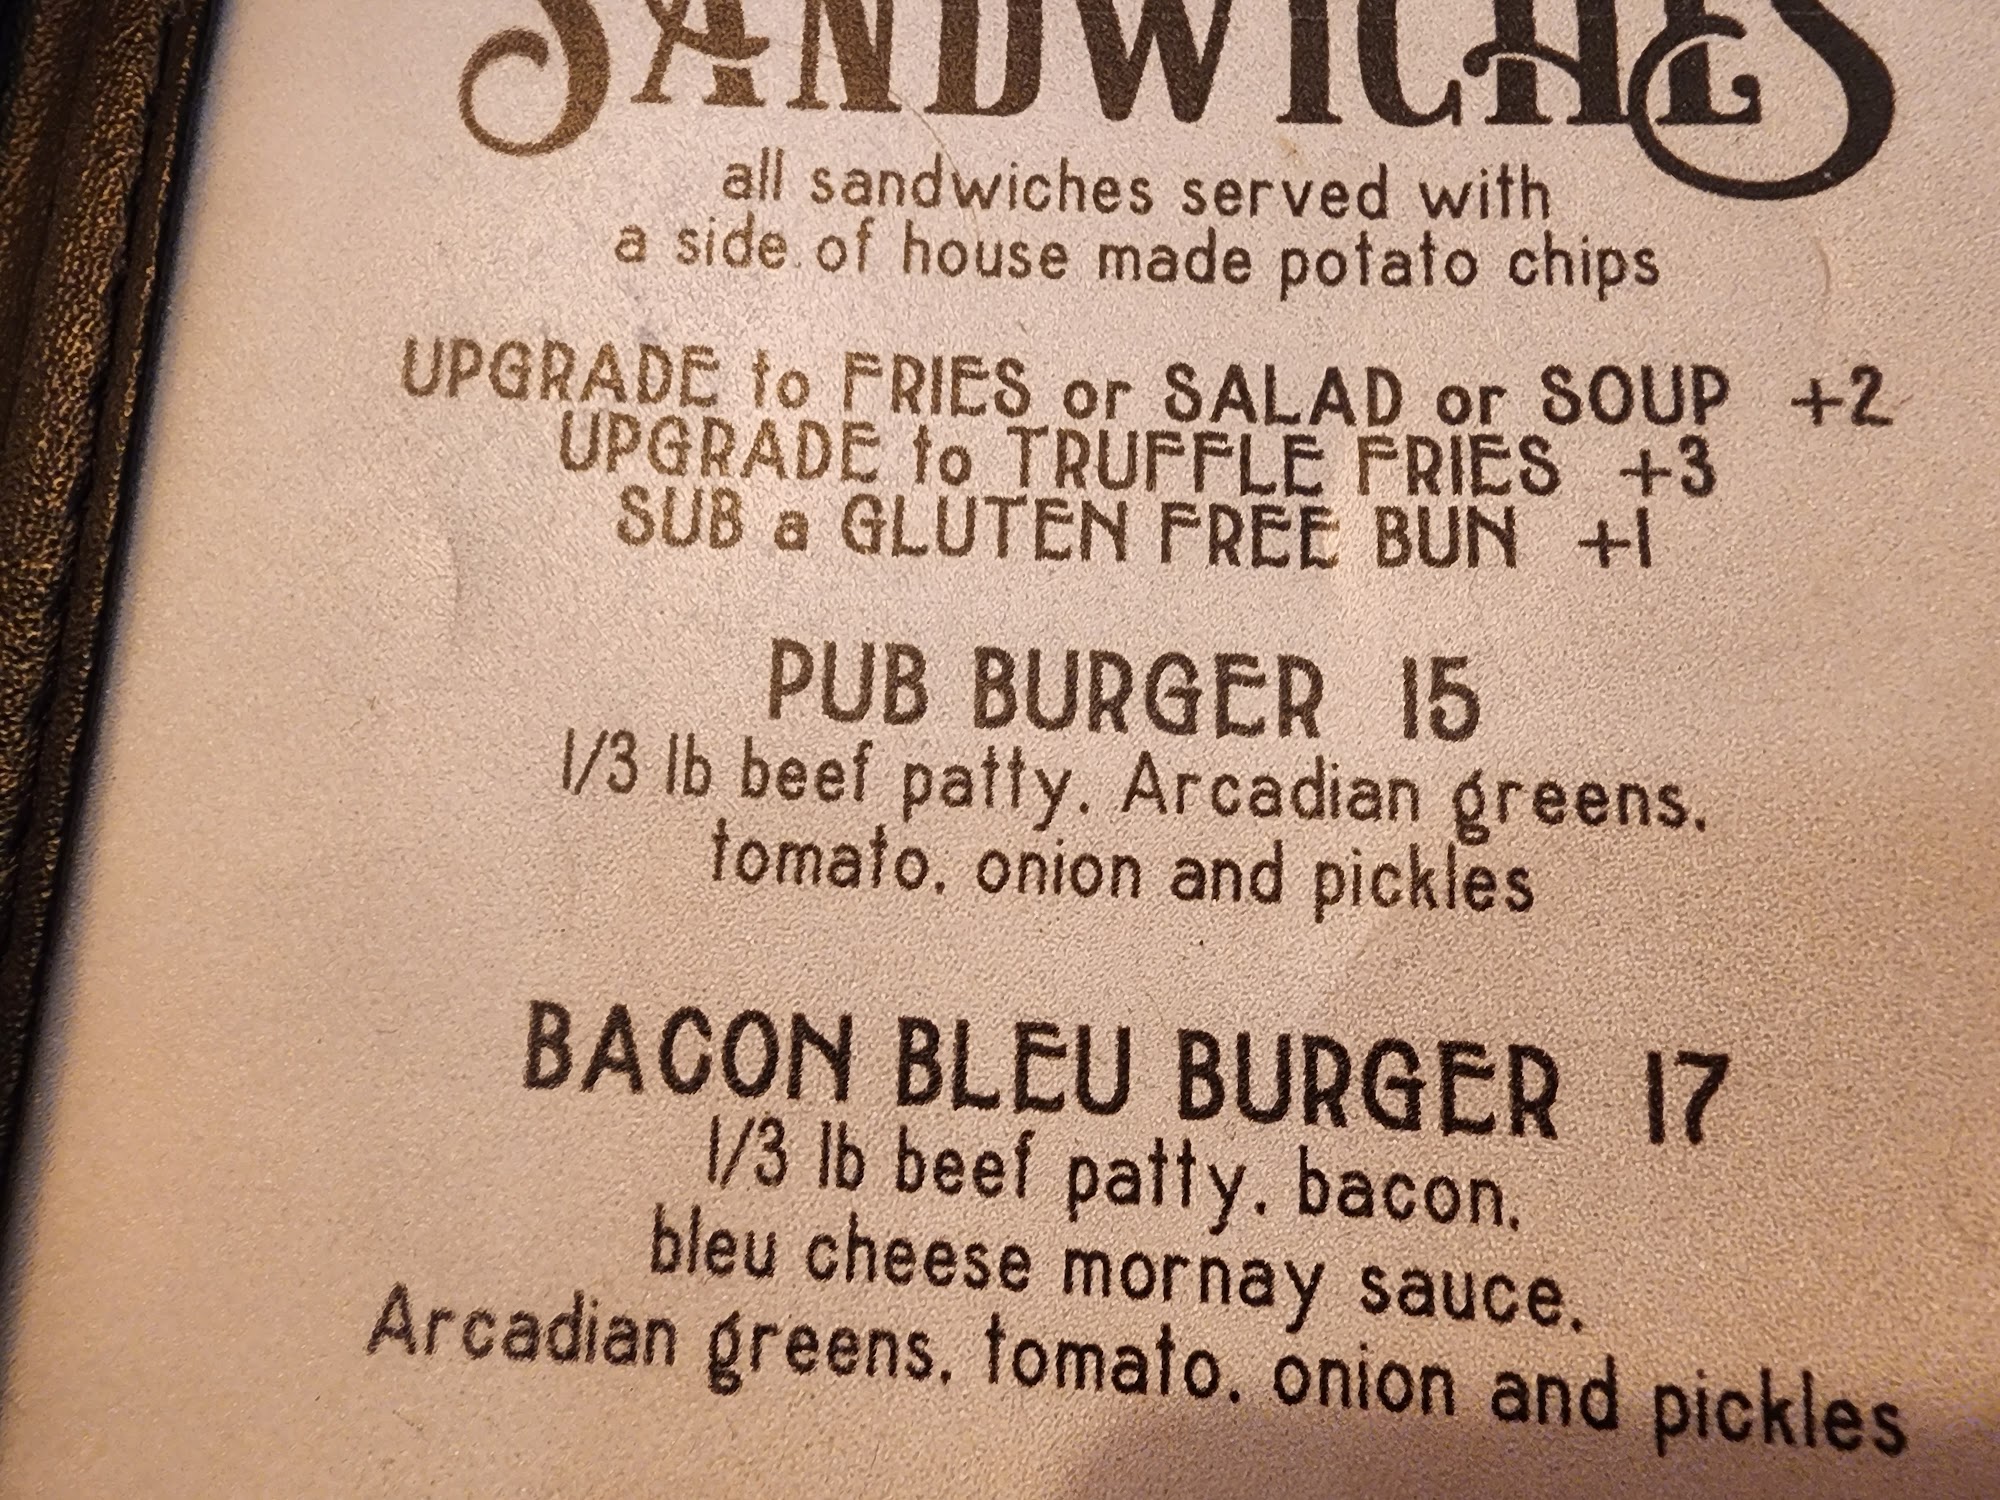 SANDWICHES
all sandwiches served with
a side of house made potato chips
UPGRADE to FRIES or SALAD or SOUP +2
UPGRADE to TRUFFLE FRIES +3
SUB a GLUTEN FREE BUN +1
PUB BURGER 15
1/3 lb beef patty, Arcadian greens,
tomato, onion and pickles
BACON BLEU BURGER 17
1/3 lb beef patty, bacon,
bleu cheese mornay sauce,
Arcadian greens, tomato, onion and pickles